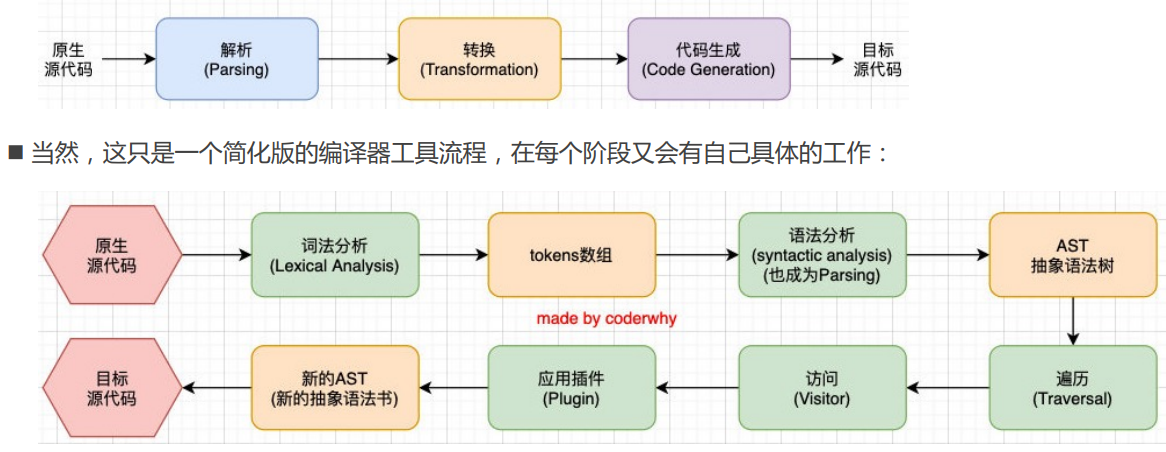 原生
源代码
解析
(Parsing)
转换
(Transformation)
代码生成
(Code Generation)
目标
源代码
■ 当然，这只是一个简化版的编译器工具流程，在每个阶段又会有自己具体的工作：
原生
源代码
词法分析
(Lexical Analysis)
tokens数组
语法分析
(syntactic analysis)
(也成为Parsing)
AST
抽象语法树
made by coderwhy
目标
源代码
新的AST
(新的抽象语法书)
应用插件
(Plugin)
访问
(Visitor)
遍历
(Traversal)